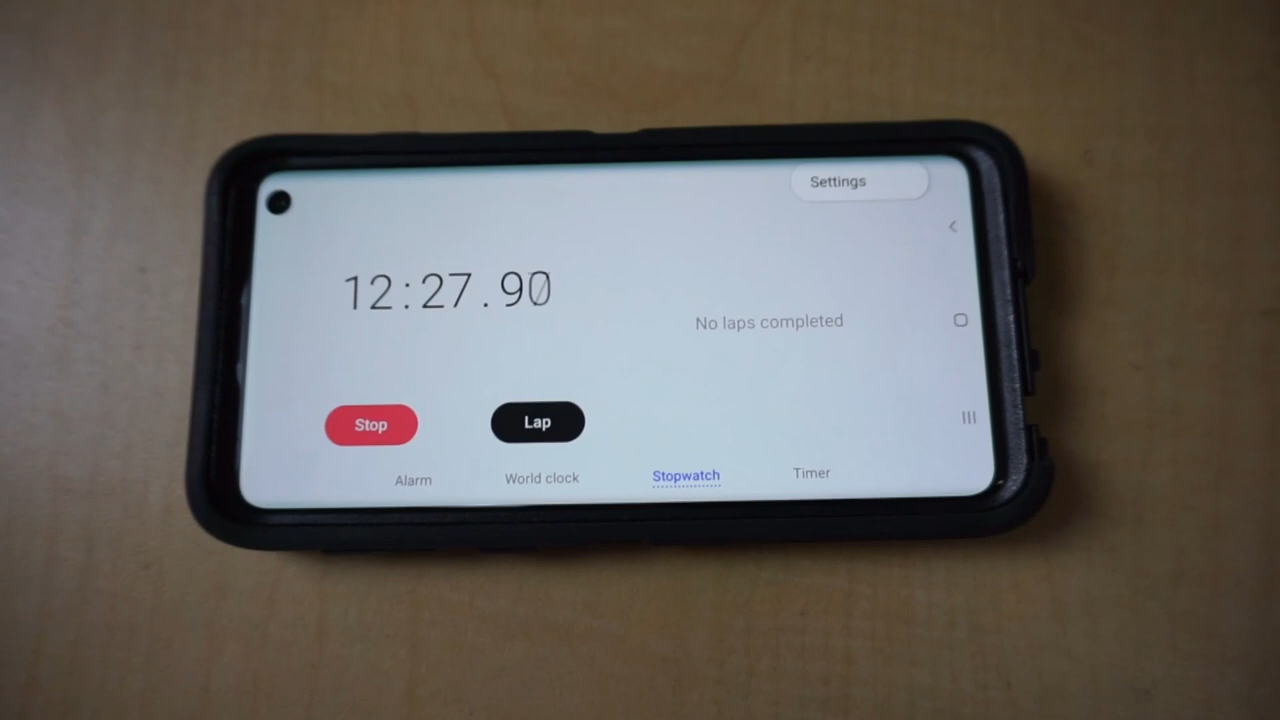 Settings
12:27.90
No laps completed
Stop
Lap
Alarm
World clock
Stopwatch
Timer